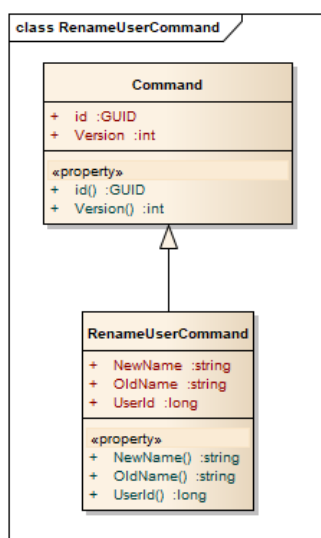 class RenameUserCommand
Command
+ id :GUID
+ Version :int
«property»
+ id() :GUID
+ Version() :int
RenameUserCommand
+ NewName :string
+ OldName :string
+ UserId :long
«property»
+ NewName() :string
+ OldName() :string
+ UserId() :long